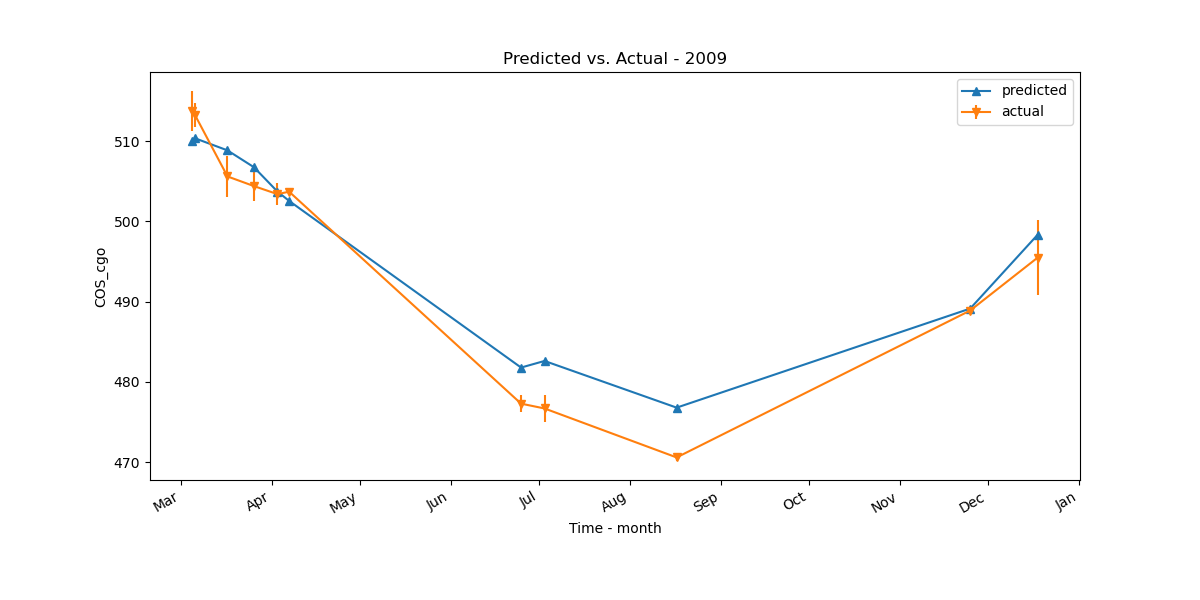 Predicted vs. Actual - 2009
predicted
actual
COS_cgo
510
500
490
480
470
Mar
Apr
May
Jun
Jul
Aug
Sep
Oct
Nov
Dec
Jan
Time - month